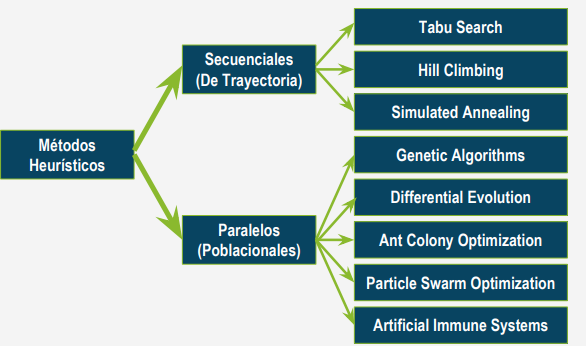 Métodos
Heurísticos
Secuenciales
(De Trayectoria)
Tabu Search
Hill Climbing
Simulated Annealing
Paralelos
(Poblacionales)
Genetic Algorithms
Differential Evolution
Ant Colony Optimization
Particle Swarm Optimization
Artificial Immune Systems